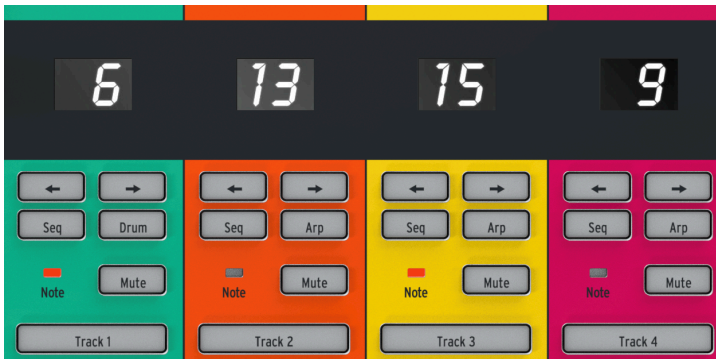 6 13 15 9
← → ← → ← → ← →
Seq Drum Seq Arp Seq Arp Seq Arp
Mute Mute Mute Mute
Note Note Note Note
Track 1 Track 2 Track 3 Track 4